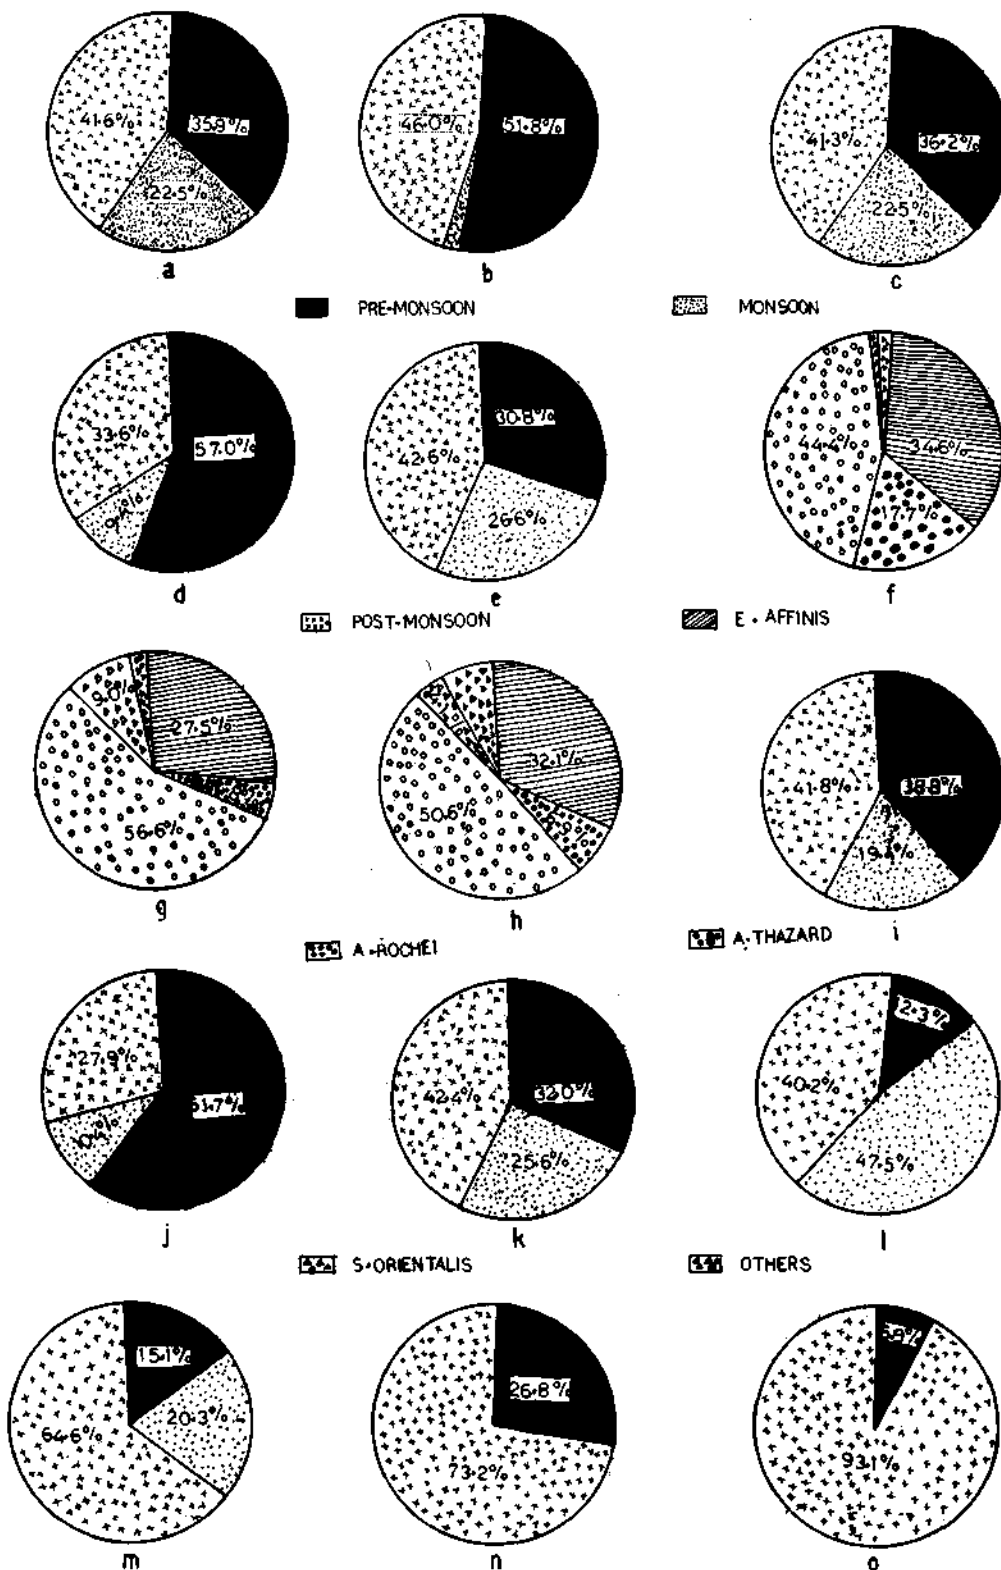 41.6% 35.9% 22.5%
a
46.0% 51.8%
b
41.3% 36.2% 22.5%
c
PRE-MONSOON MONSOON
33.6% 57.0%
d
42.6% 30.8% 26.6%
e
44.4% 34.6% 17.7%
f
POST-MONSOON E. AFFINIS
9.0% 27.5% 56.6%
g
32.1% 50.6%
h
41.8% 38.8% 19.4%
i
A.ROCHEI A.THAZARD
27.9%
j
42.4% 32.0% 25.6%
k
2.3% 40.2% 47.5%
l
S.ORIENTALIS OTHERS
15.1% 20.3% 64.6%
m
26.8% 73.2%
n
93.1%
o